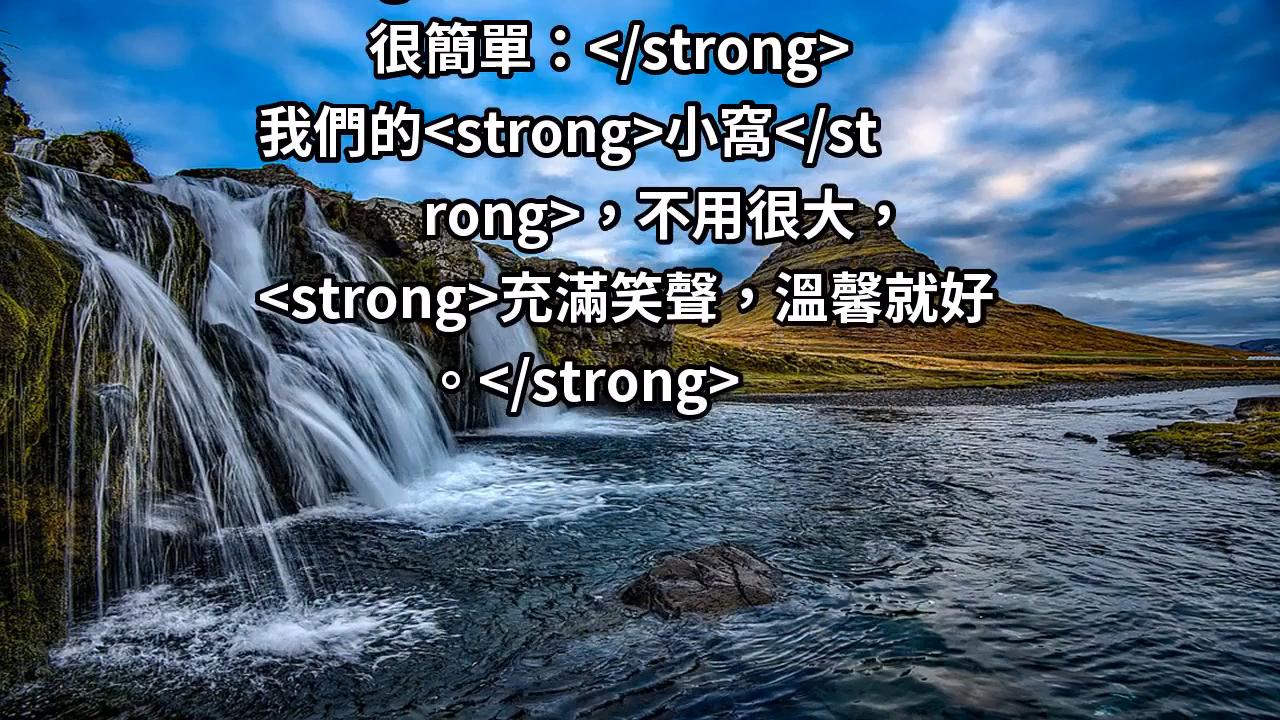 很簡單：</strong>
我們的<strong>小窩</st
rong>，不用很大，
<strong>充滿笑聲，溫馨就好
。</strong>